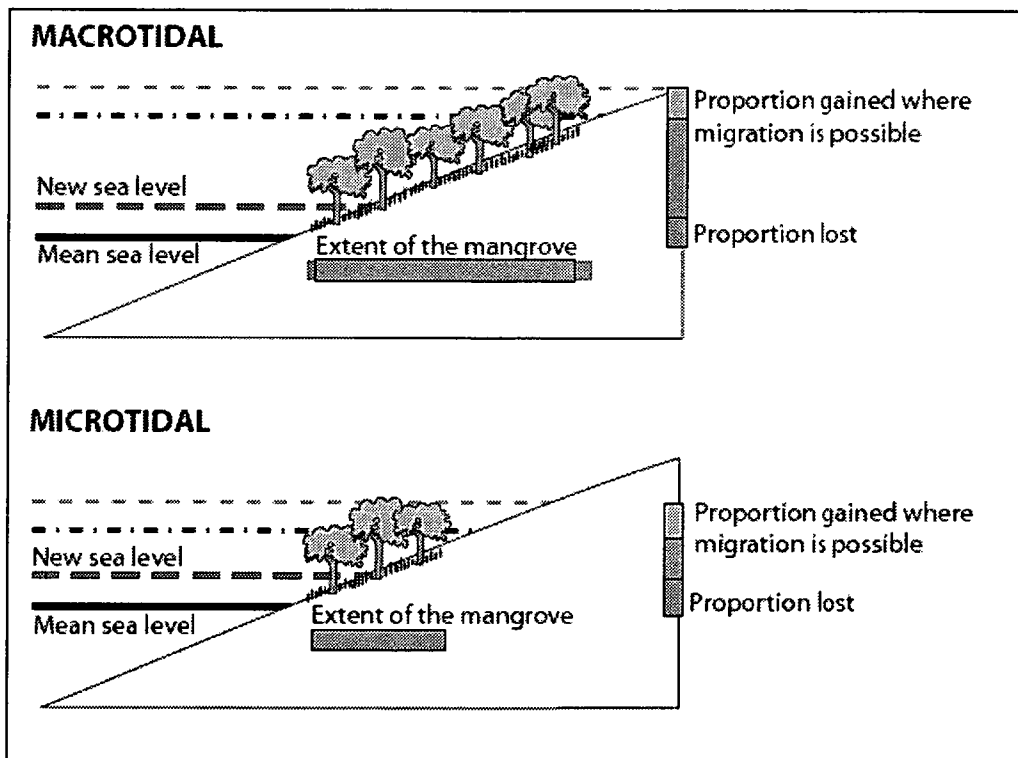 MACROTIDAL
Proportion gained where
migration is possible
New sea level
Mean sea level
Extent of the mangrove
Proportion lost
MICROTIDAL
Proportion gained where
migration is possible
New sea level
Mean sea level
Extent of the mangrove
Proportion lost